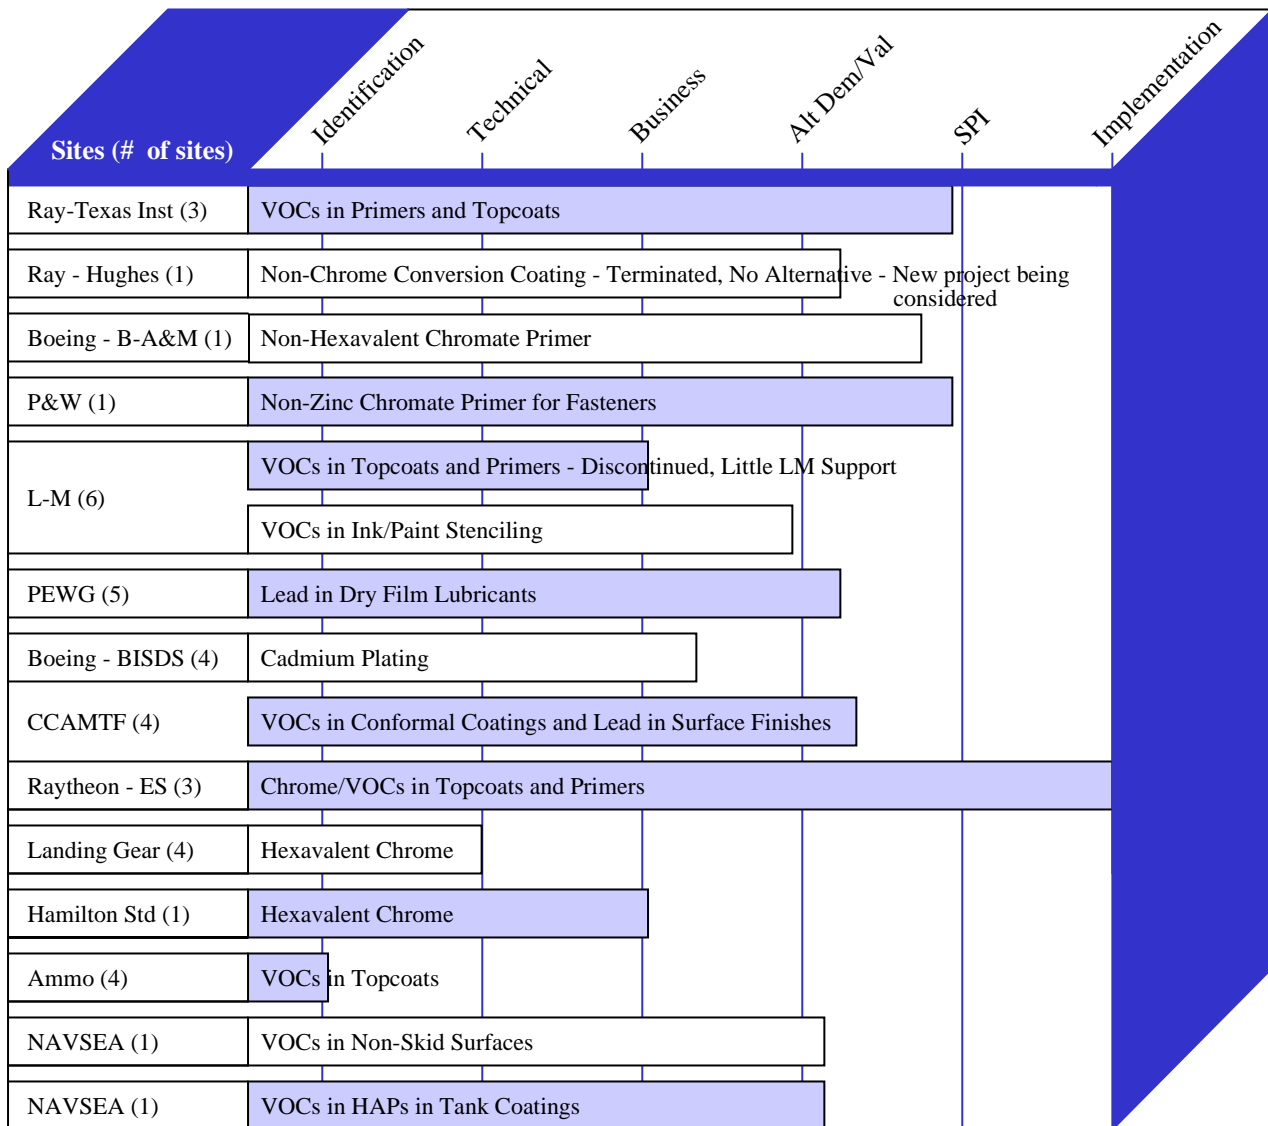 Identification
Technical
Business
Alt Dem/Val
SPI
Implementation
Sites (# of sites)
Ray-Texas Inst (3)
VOCs in Primers and Topcoats
Ray - Hughes (1)
Non-Chrome Conversion Coating - Terminated, No Alternative - New project being
considered
Boeing - B-A&M (1)
Non-Hexavalent Chromate Primer
P&W (1)
Non-Zinc Chromate Primer for Fasteners
L-M (6)
VOCs in Topcoats and Primers - Discontinued, Little LM Support
VOCs in Ink/Paint Stenciling
PEWG (5)
Lead in Dry Film Lubricants
Boeing - BISDS (4)
Cadmium Plating
CCAMTF (4)
VOCs in Conformal Coatings and Lead in Surface Finishes
Raytheon - ES (3)
Chrome/VOCs in Topcoats and Primers
Landing Gear (4)
Hexavalent Chrome
Hamilton Std (1)
Hexavalent Chrome
Ammo (4)
VOCs in Topcoats
NAVSEA (1)
VOCs in Non-Skid Surfaces
NAVSEA (1)
VOCs in HAPs in Tank Coatings